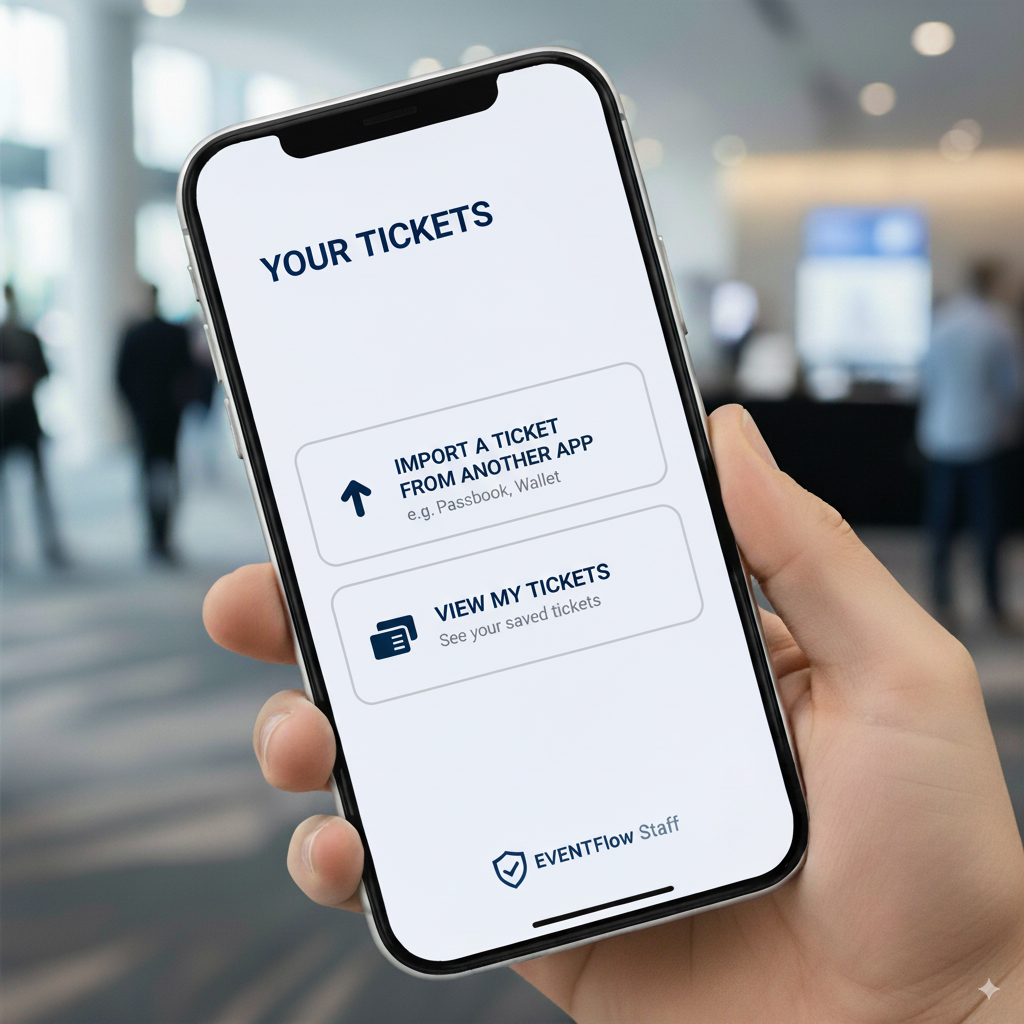 YOUR TICKETS
IMPORT A TICKET
FROM ANOTHER APP
e.g. Passbook, Wallet
VIEW MY TICKETS
See your saved tickets
EVENTFlow Staff